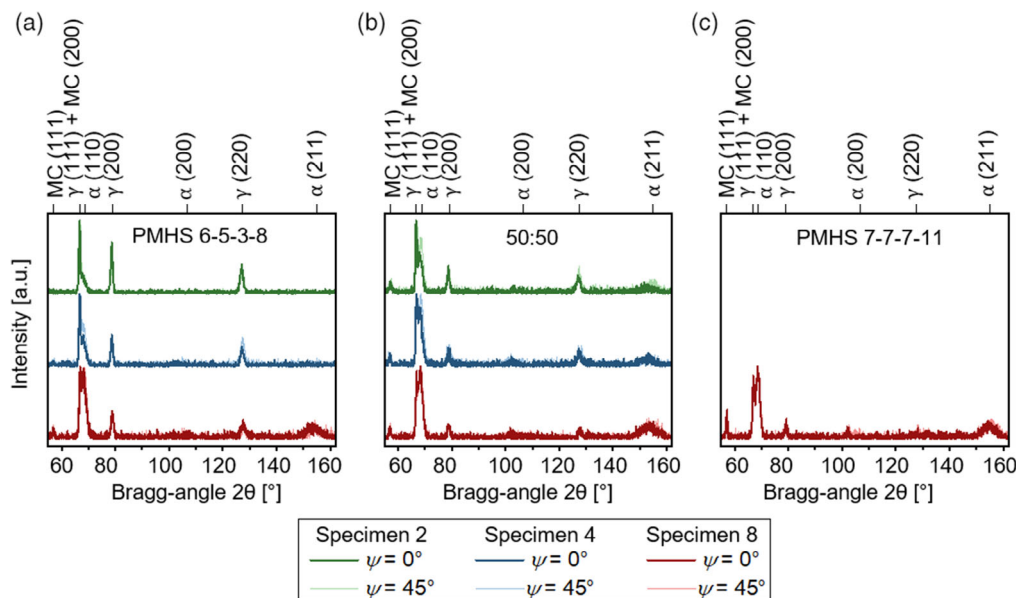 (a)
MC (111)
γ (111) + MC (200)
α (110)
γ (200)
α (200)
γ (220)
α (211)
PMHS 6-5-3-8
(b)
MC (111)
γ (111) + MC (200)
α (110)
γ (200)
α (200)
γ (220)
α (211)
50:50
(c)
MC (111)
γ (111) + MC (200)
α (110)
γ (200)
α (200)
γ (220)
α (211)
PMHS 7-7-7-11
Intensity [a.u.]
60 80 100 120 140 160
60 80 100 120 140 160
60 80 100 120 140 160
Bragg-angle 2θ [°]
Bragg-angle 2θ [°]
Bragg-angle 2θ [°]
Specimen 2 Specimen 4 Specimen 8
ψ = 0° ψ = 0° ψ = 0°
ψ = 45° ψ = 45° ψ = 45°